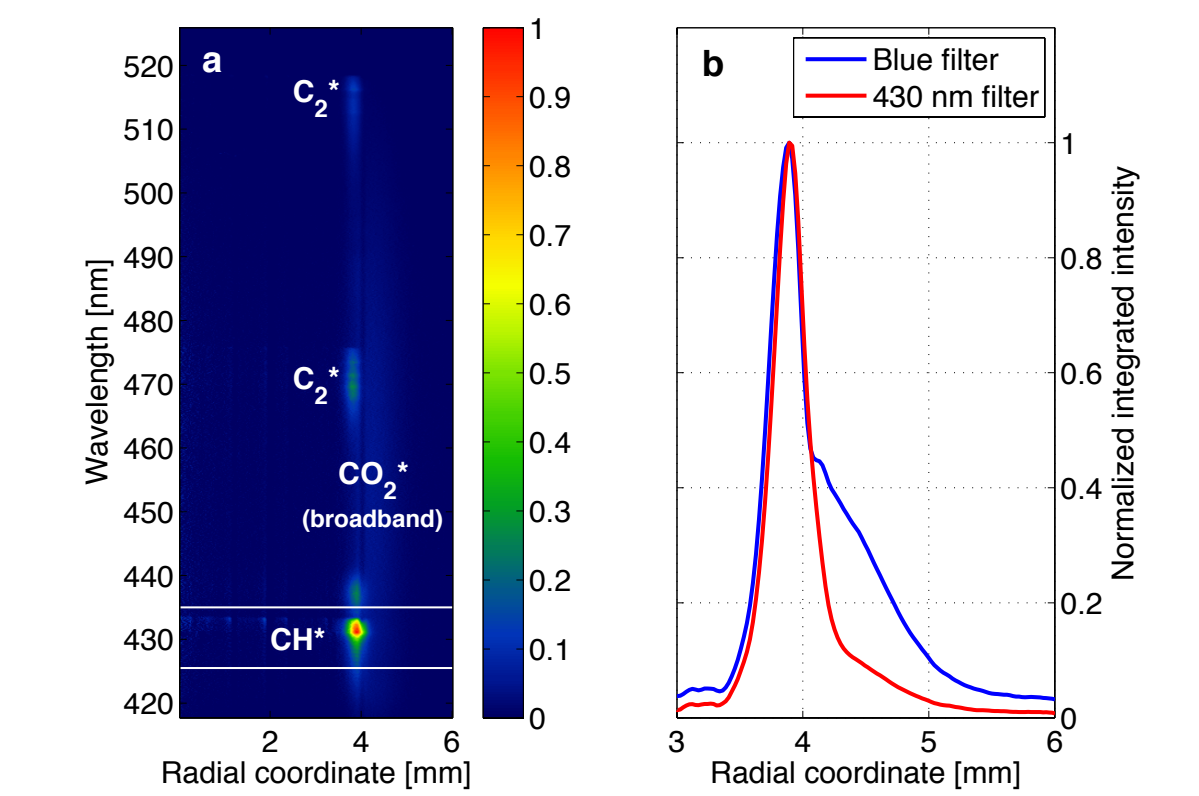 a
C2*
C2*
CO2*
(broadband)
CH*
520
510
500
490
480
470
460
450
440
430
420
Wavelength [nm]
2 4 6
Radial coordinate [mm]
1
0.9
0.8
0.7
0.6
0.5
0.4
0.3
0.2
0.1
0
b
Blue filter
430 nm filter
1
0.8
0.6
0.4
0.2
0
Normalized integrated intensity
3 4 5 6
Radial coordinate [mm]